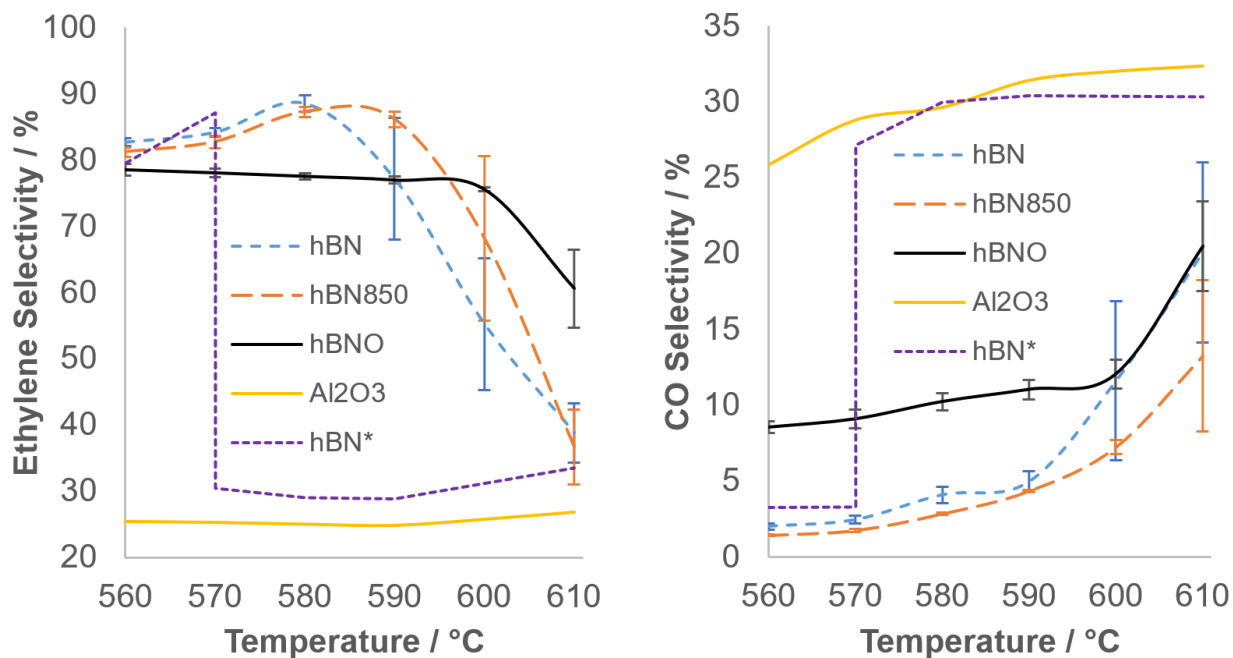 Ethylene Selectivity / %
100
90
80
70
60
50
40
30
20
hBN
hBN850
hBNO
Al2O3
hBN*
560 570 580 590 600 610
Temperature / °C
CO Selectivity / %
35
30
25
20
15
10
5
0
hBN
hBN850
hBNO
Al2O3
hBN*
560 570 580 590 600 610
Temperature / °C